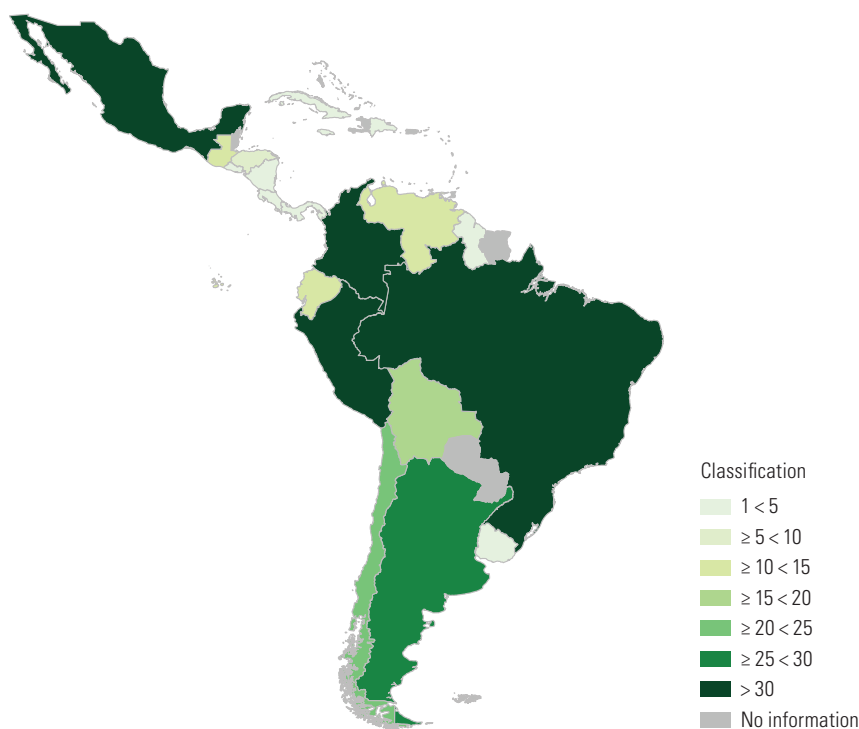 Classification
1 < 5
≥ 5 < 10
≥ 10 < 15
≥ 15 < 20
≥ 20 < 25
≥ 25 < 30
> 30
No information